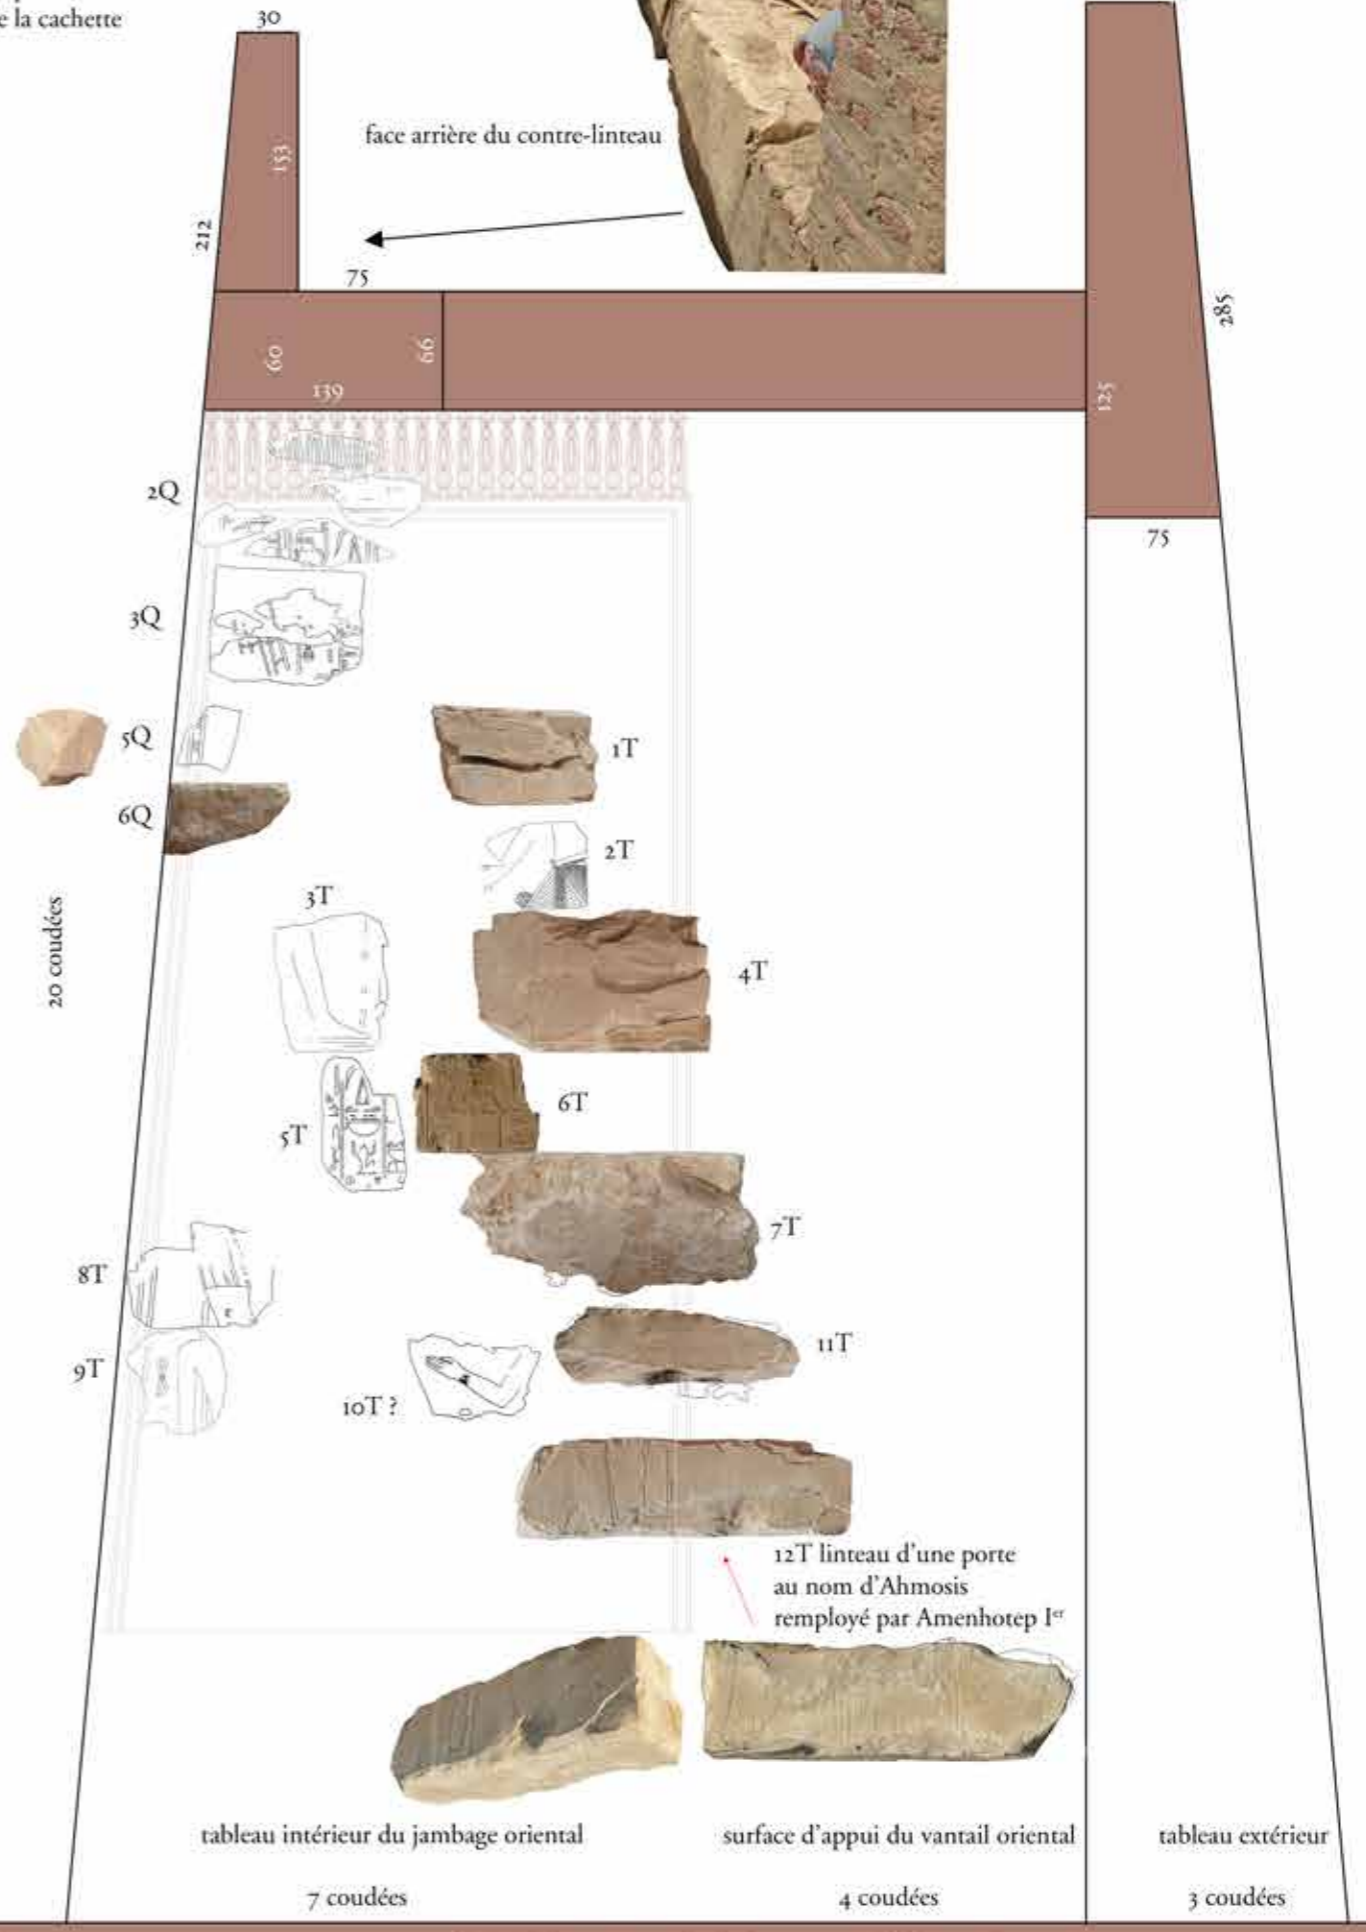 e la cachette
30
153
face arrière du contre-linteau
212
75
285
60
66
139
125
2Q
75
3Q
5Q
1T
6Q
2T
3T
20 coudées
4T
6T
5T
7T
8T
11T
9T
10T ?
12T linteau d'une porte
au nom d'Ahmosis
remployé par Amenhotep Ier
tableau intérieur du jambage oriental
surface d'appui du vantail oriental
tableau extérieur
7 coudées
4 coudées
3 coudées